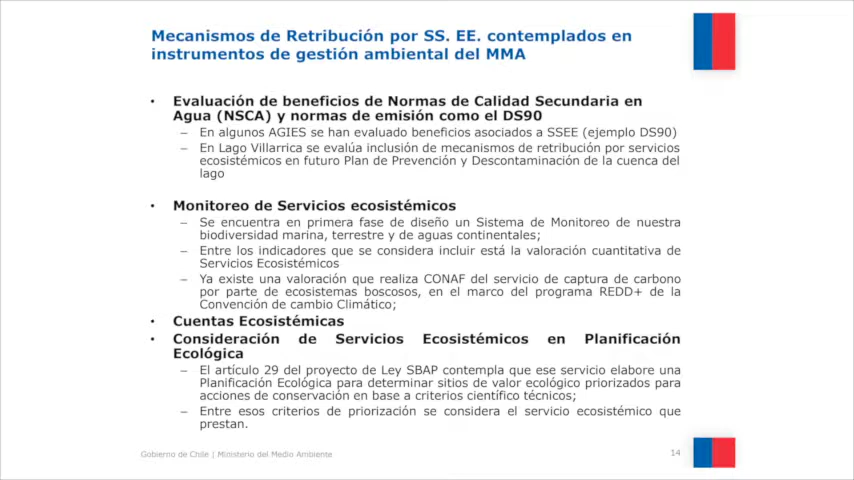 Mecanismos de Retribución por SS. EE. contemplados en
instrumentos de gestión ambiental del MMA
• Evaluación de beneficios de Normas de Calidad Secundaria en
Agua (NSCA) y normas de emisión como el DS90
– En algunos AGIES se han evaluado beneficios asociados a SSEE (ejemplo DS90)
– En Lago Villarrica se evalúa inclusión de mecanismos de retribución por servicios
ecosistémicos en futuro Plan de Prevención y Descontaminación de la cuenca del
lago
• Monitoreo de Servicios ecosistémicos
– Se encuentra en primera fase de diseño un Sistema de Monitoreo de nuestra
biodiversidad marina, terrestre y de aguas continentales;
– Entre los indicadores que se considera incluir está la valoración cuantitativa de
Servicios Ecosistémicos
– Ya existe una valoración que realiza CONAF del servicio de captura de carbono
por parte de ecosistemas boscosos, en el marco del programa REDD+ de la
Convención de cambio Climático;
• Cuentas Ecosistémicas
• Consideración de Servicios Ecosistémicos en Planificación
Ecológica
– El artículo 29 del proyecto de Ley SBAP contempla que ese servicio elabore una
Planificación Ecológica para determinar sitios de valor ecológico priorizados para
acciones de conservación en base a criterios científico técnicos;
– Entre esos criterios de priorización se considera el servicio ecosistémico que
prestan.
Gobierno de Chile | Ministerio del Medio Ambiente
14